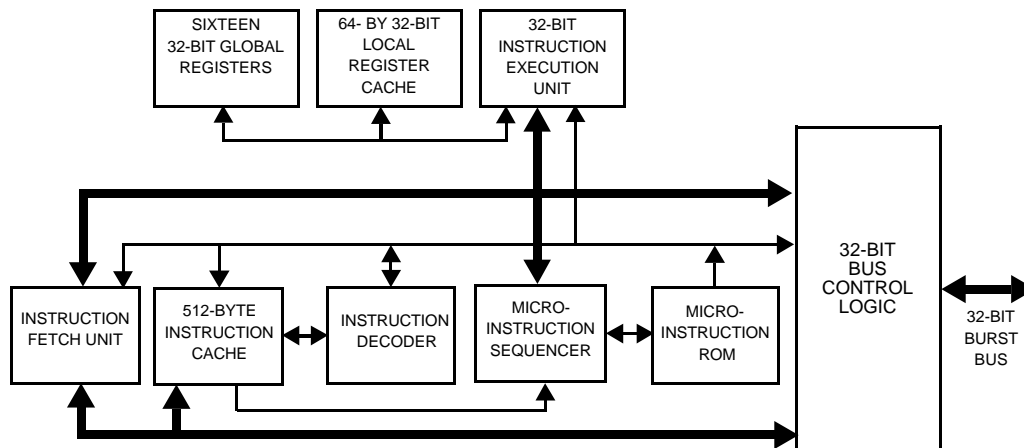 SIXTEEN
32-BIT GLOBAL
REGISTERS
64- BY 32-BIT
LOCAL
REGISTER
CACHE
32-BIT
INSTRUCTION
EXECUTION
UNIT
INSTRUCTION
FETCH UNIT
512-BYTE
INSTRUCTION
CACHE
INSTRUCTION
DECODER
MICRO-
INSTRUCTION
SEQUENCER
MICRO-
INSTRUCTION
ROM
32-BIT
BUS
CONTROL
LOGIC
32-BIT
BURST
BUS